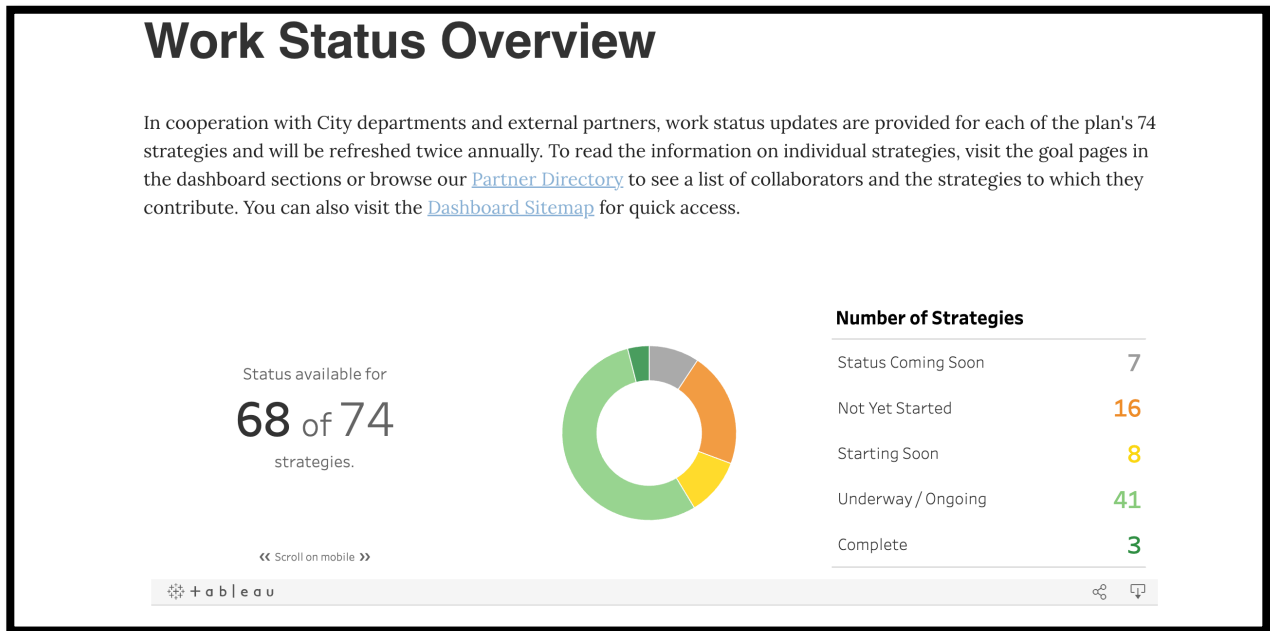 Work Status Overview
In cooperation with City departments and external partners, work status updates are provided for each of the plan's 74
strategies and will be refreshed twice annually. To read the information on individual strategies, visit the goal pages in
the dashboard sections or browse our Partner Directory to see a list of collaborators and the strategies to which they
contribute. You can also visit the Dashboard Sitemap for quick access.
Status available for
68 of 74
strategies.
Scroll on mobile
Number of Strategies
Status Coming Soon 7
Not Yet Started 16
Starting Soon 8
Underway / Ongoing 41
Complete 3
+ableau